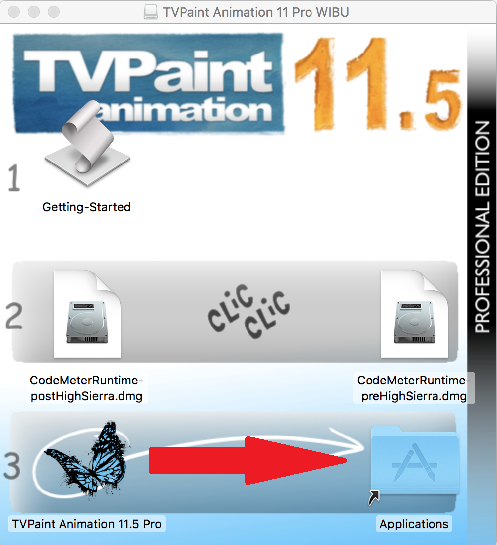 TVPaint Animation 11 Pro WIBU
TVPaint
animation
11.5
PROFESSIONAL EDITION
1
Getting-Started
2
CLiC
CLiC
CodeMeterRuntime-
postHighSierra.dmg
CodeMeterRuntime-
preHighSierra.dmg
3
TVPaint Animation 11.5 Pro
Applications